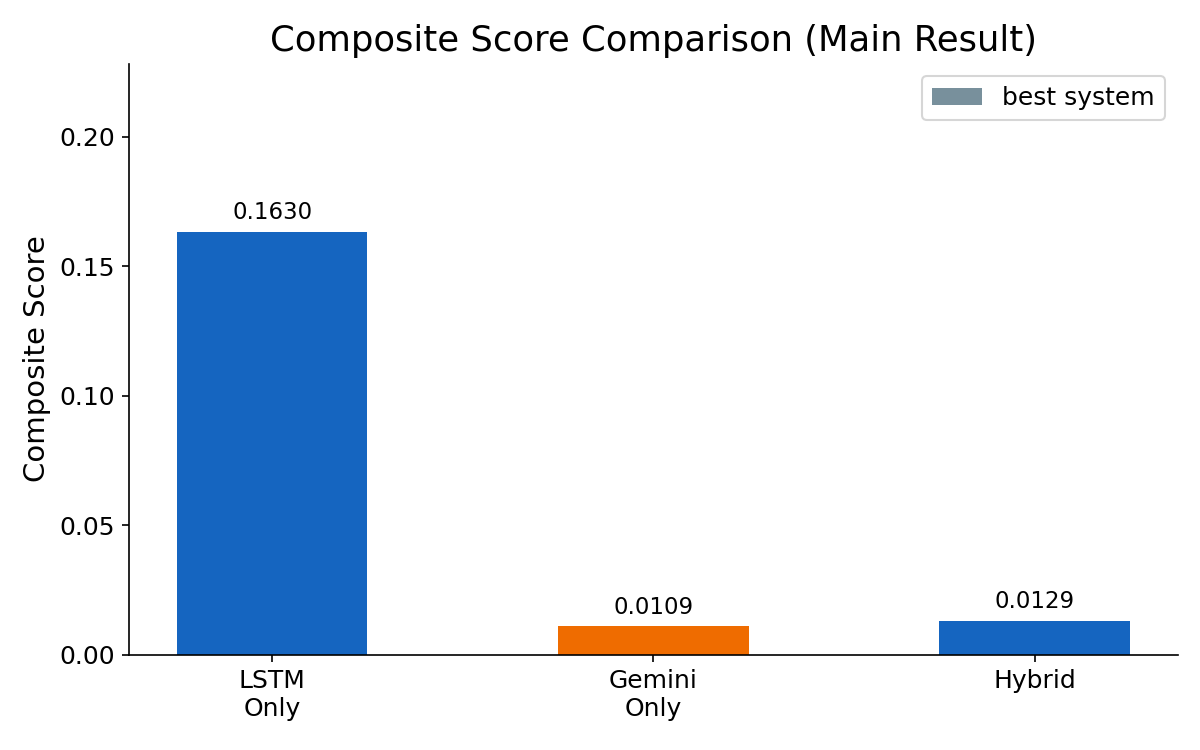 Composite Score Comparison (Main Result)
best system
Composite Score
0.20
0.15
0.10
0.05
0.00
0.1630
0.0109
0.0129
LSTM
Only
Gemini
Only
Hybrid